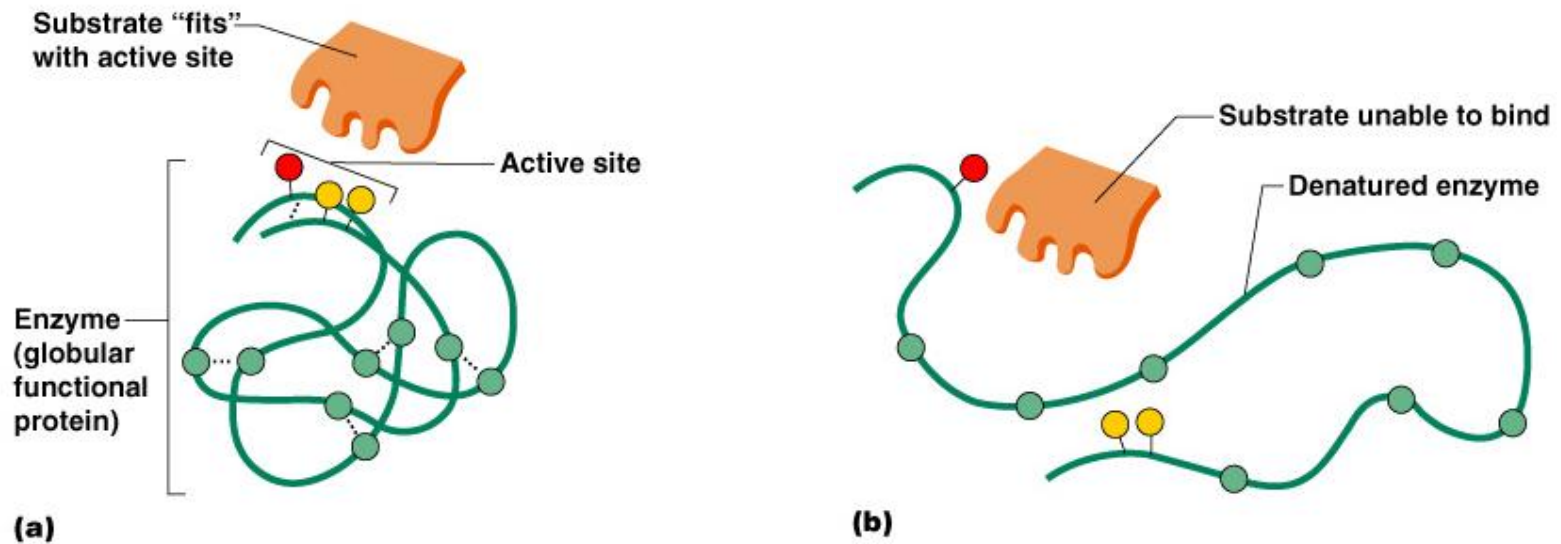 Substrate “fits”
with active site
Active site
Enzyme
(globular
functional
protein)
(a)
Substrate unable to bind
Denatured enzyme
(b)